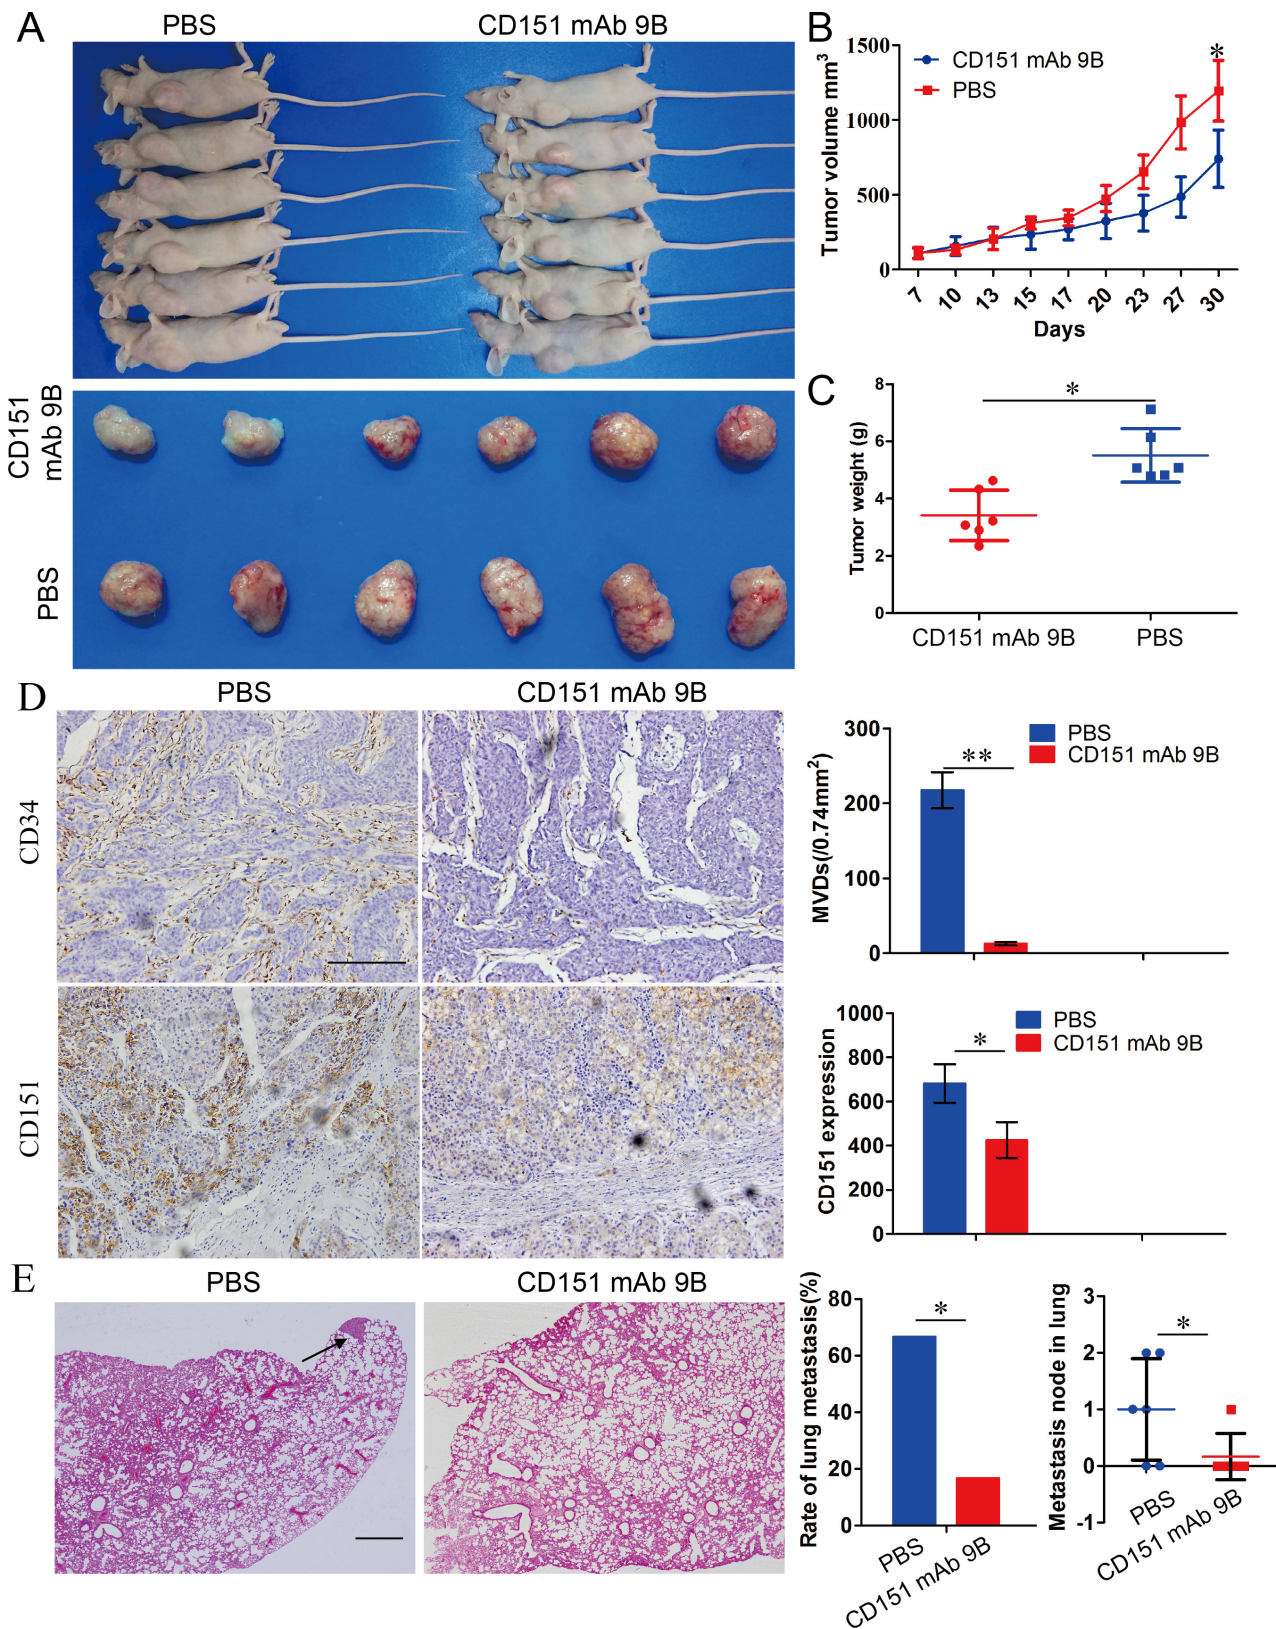 A
PBS
CD151 mAb 9B
CD151
mAb 9B
PBS
B
1500
1000
500
0
Tumor volume mm³
CD151 mAb 9B
PBS
*
7
10
13
15
17
20
23
27
30
Days
C
8
6
4
2
0
Tumor weight (g)
*
CD151 mAb 9B
PBS
D
PBS
CD151 mAb 9B
CD34
CD151
300
200
100
0
MVDs(/0.74mm²)
PBS
CD151 mAb 9B
**
1000
800
600
400
200
0
CD151 expression
PBS
CD151 mAb 9B
*
E
PBS
CD151 mAb 9B
80
60
40
20
0
Rate of lung metastasis(%)
*
PBS
CD151 mAb 9B
3
2
1
0
-1
Metastasis node in lung
*
PBS
CD151 mAb 9B